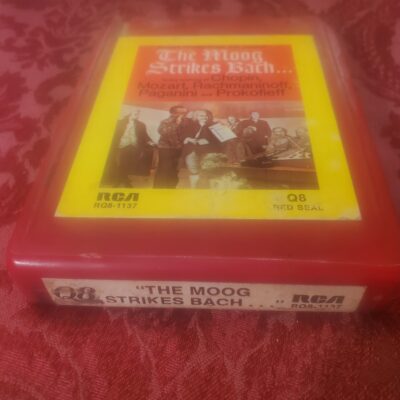 The Moog
Strikes Bach...
Chopin,
Mozart, Rachmaninoff,
Paganini and Prokofieff
RCA
RQ8-1137
Q8
RED SEAL
Q8
"THE MOOG
STRIKES BACH . . ."
RCA
RQ8-1137